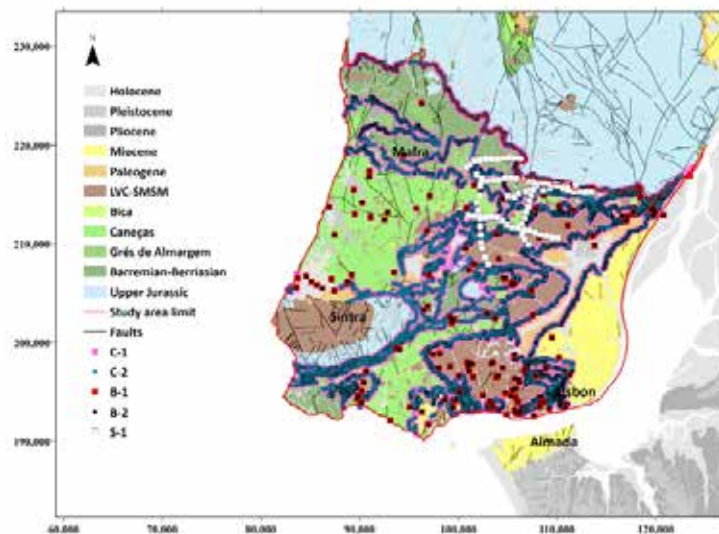 230,000
N
Holocene
Pleistocene
Pliocene
220,000
Miocene
Mafra
Paleogene
LVC-SMSM
Bica
Caneças
210,000
Grés de Almargem
Barremian-Berriasian
Upper Jurassic
Study area limit
Sintra
Faults
200,000
C-1
C-2
B-1
Lisbon
B-2
S-1
190,000
Almada
60,000 70,000 80,000 90,000 100,000 110,000 120,000